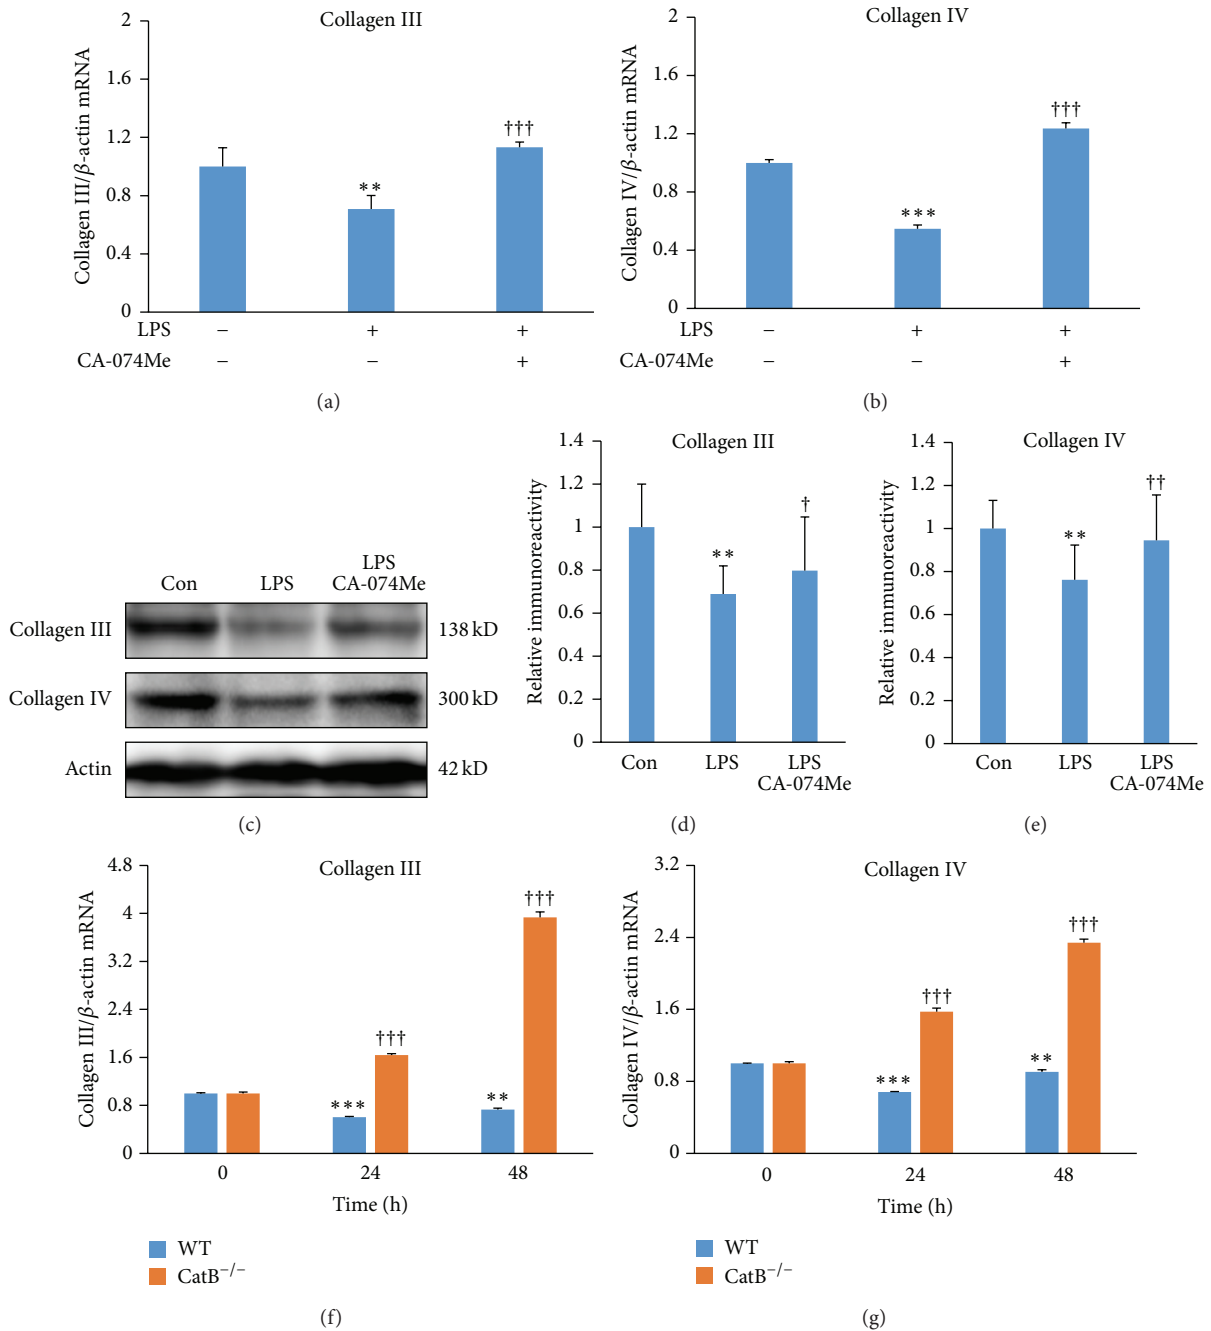 Collagen III
Collagen III/β-actin mRNA
2
1.6
1.2
0.8
0.4
0
**
†††
LPS − + +
CA-074Me − − +
(a)
Collagen IV
Collagen IV/β-actin mRNA
2
1.6
1.2
0.8
0.4
0
***
†††
LPS − + +
CA-074Me − − +
(b)
Con LPS LPS
CA-074Me
Collagen III 138 kD
Collagen IV 300 kD
Actin 42 kD
(c)
Collagen III
Relative immunoreactivity
1.4
1.2
1
0.8
0.6
0.4
0.2
0
**
†
Con LPS LPS
CA-074Me
(d)
Collagen IV
Relative immunoreactivity
1.4
1.2
1
0.8
0.6
0.4
0.2
0
**
††
Con LPS LPS
CA-074Me
(e)
Collagen III
Collagen III/β-actin mRNA
4.8
4
3.2
2.4
1.6
0.8
0
***
†††
**
†††
0 24 48
Time (h)
WT
CatB−/−
(f)
Collagen IV
Collagen IV/β-actin mRNA
3.2
2.4
1.6
0.8
0
***
†††
**
†††
0 24 48
Time (h)
WT
CatB−/−
(g)